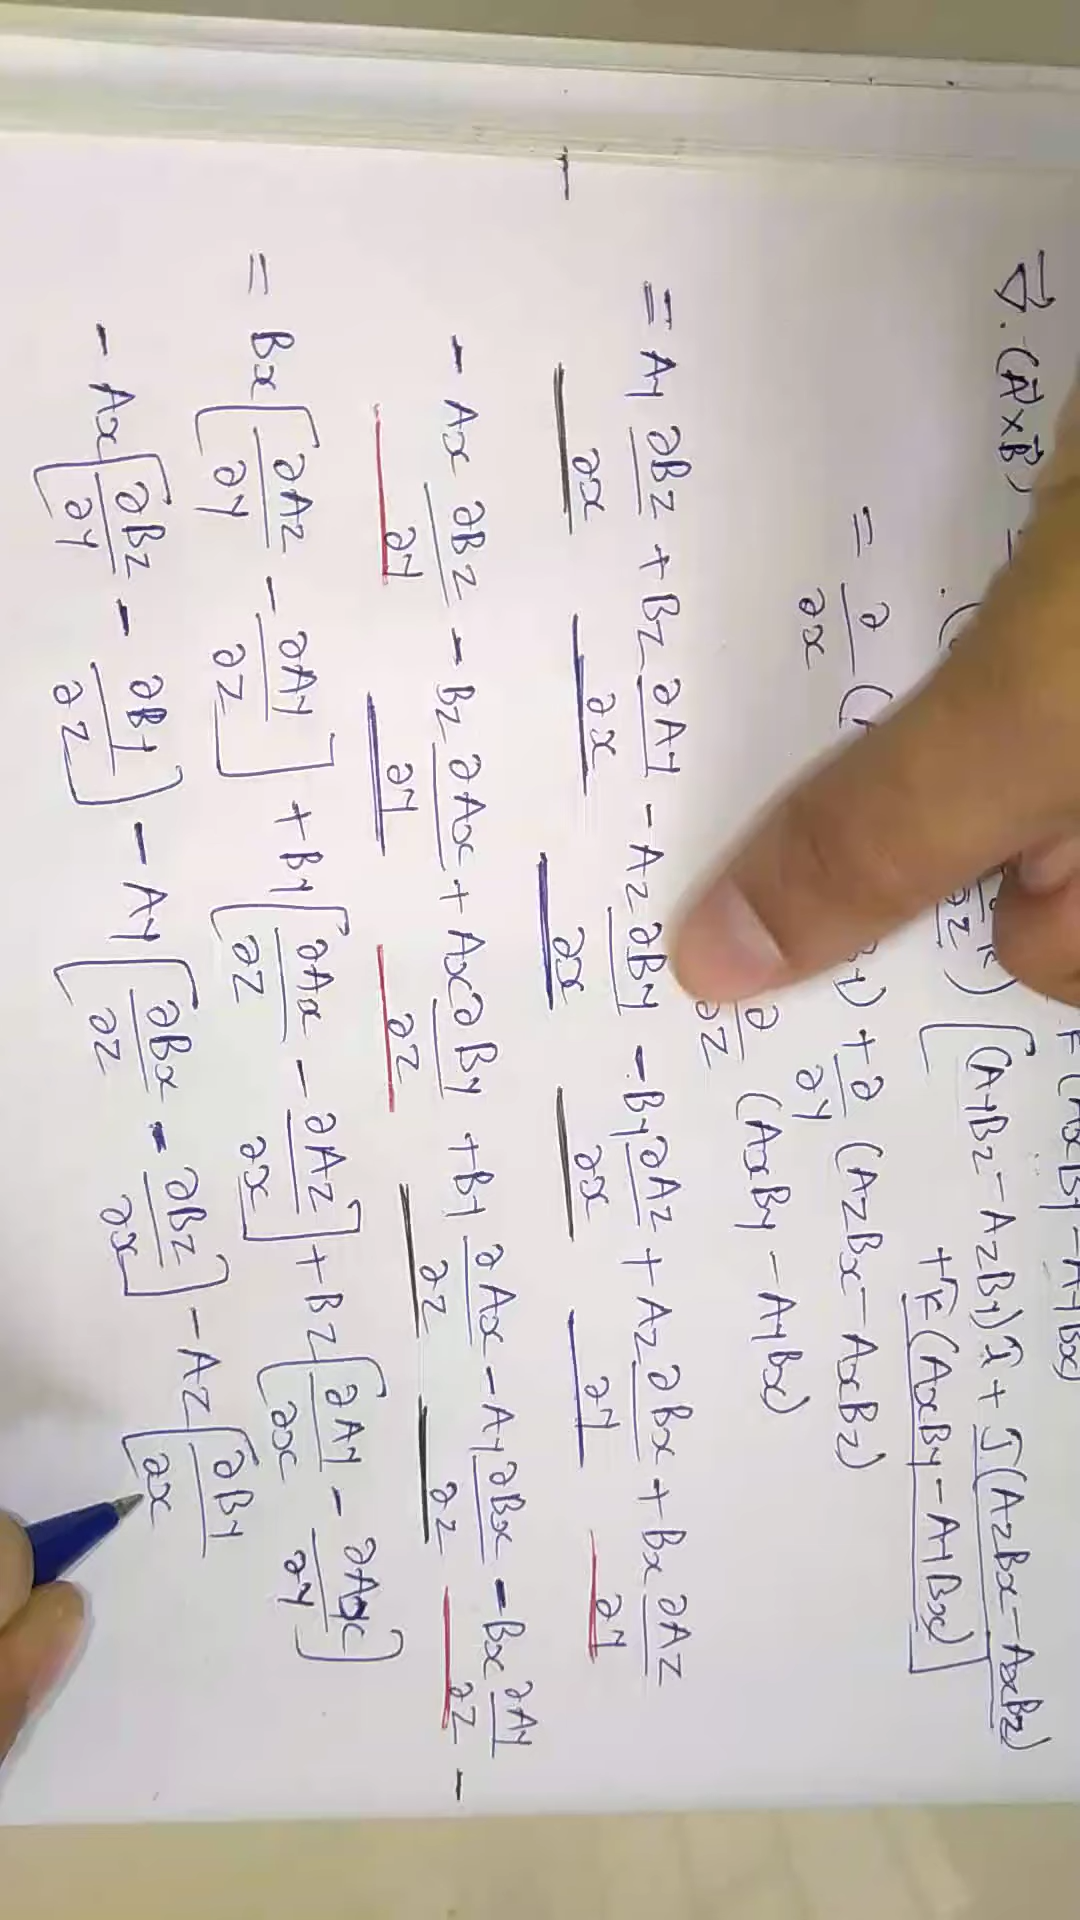 ∇⃗.(A⃗×B⃗) =
(AyBz - AzBy)î + ĵ(AzBx - AxBz)
+ k̂(AxBy - AyBx)
= ∂/∂x ( By) + ∂/∂y (AzBx - AxBz)
∂/∂z (AxBy - AyBx)
= Ay ∂Bz/∂x + Bz ∂Ay/∂x - Az ∂By/∂x - By ∂Az/∂x + Az ∂Bx/∂y + Bx ∂Az/∂y
- Ax ∂Bz/∂y - Bz ∂Ax/∂y + Ax ∂By/∂z + By ∂Ax/∂z - Ay ∂Bx/∂z - Bx ∂Ay/∂z
= Bx [∂Az/∂y - ∂Ay/∂z] + By [∂Ax/∂z - ∂Az/∂x] + Bz [∂Ay/∂x - ∂Ax/∂y]
- Ax [∂Bz/∂y - ∂By/∂z] - Ay [∂Bx/∂z - ∂Bz/∂x] - Az [∂By/∂x